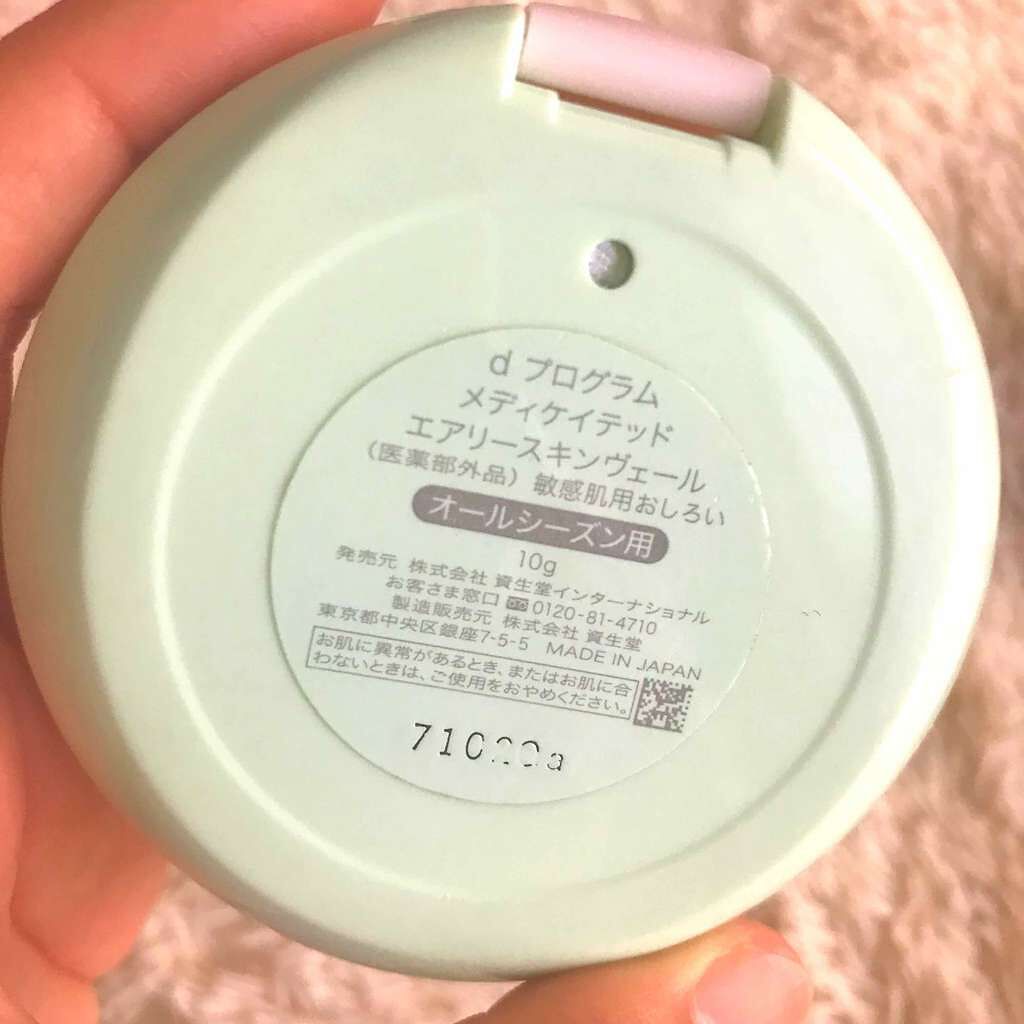 d プログラム
メディケイテッド
エアリースキンヴェール
(医薬部外品) 敏感肌用おしろい
オールシーズン用
10g
発売元 株式会社 資生堂インターナショナル
お客さま窓口 0120-81-4710
製造販売元 株式会社 資生堂
東京都中央区銀座7-5-5 MADE IN JAPAN
お肌に異常があるとき、またはお肌に合
わないときは、ご使用をおやめください。